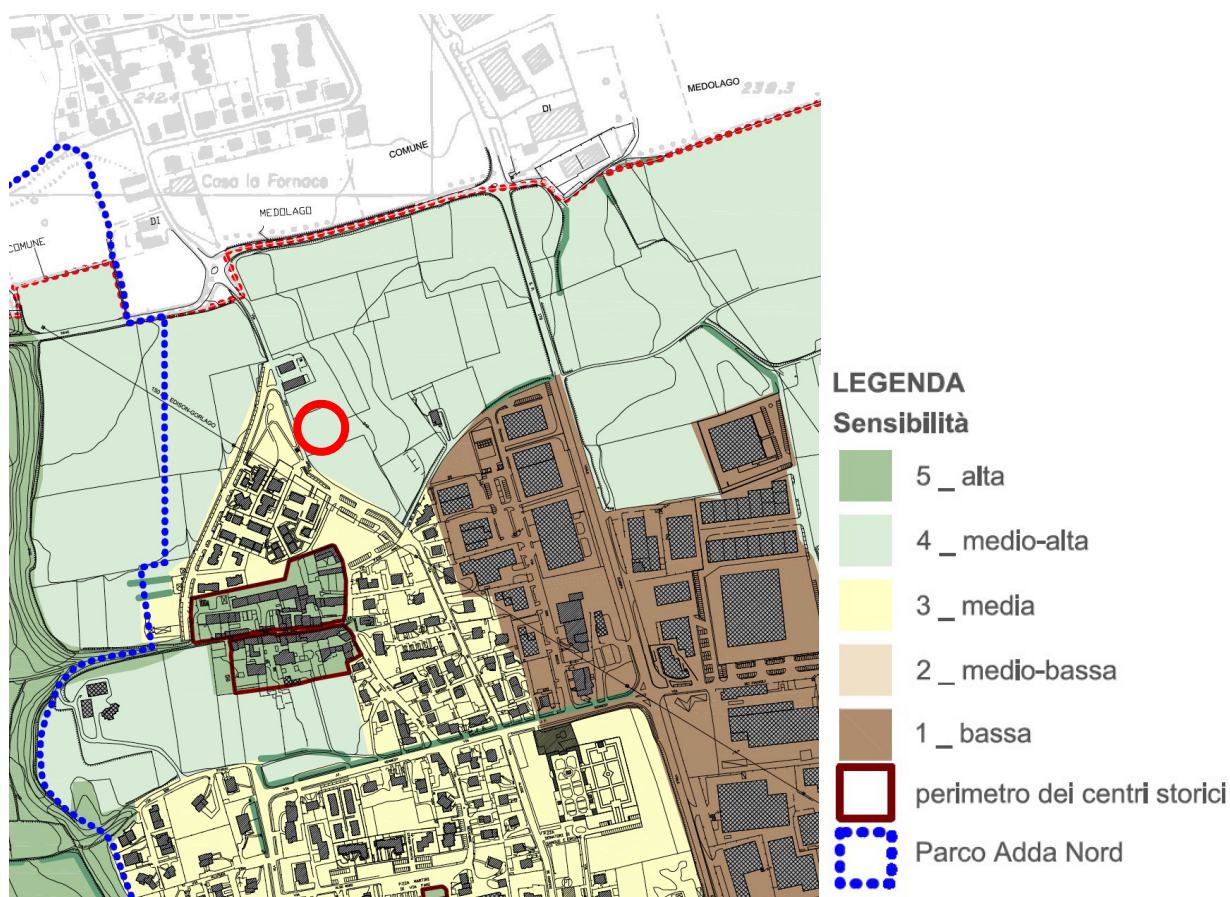 242,4
DI
MEDOLAGO
230,3
COMUNE
Casa la Fornace
MEDOLAGO
DI
COMUNE
EDISON-GORLAGO
LEGENDA
Sensibilità
5 _ alta
4 _ medio-alta
3 _ media
2 _ medio-bassa
1 _ bassa
perimetro dei centri storici
Parco Adda Nord